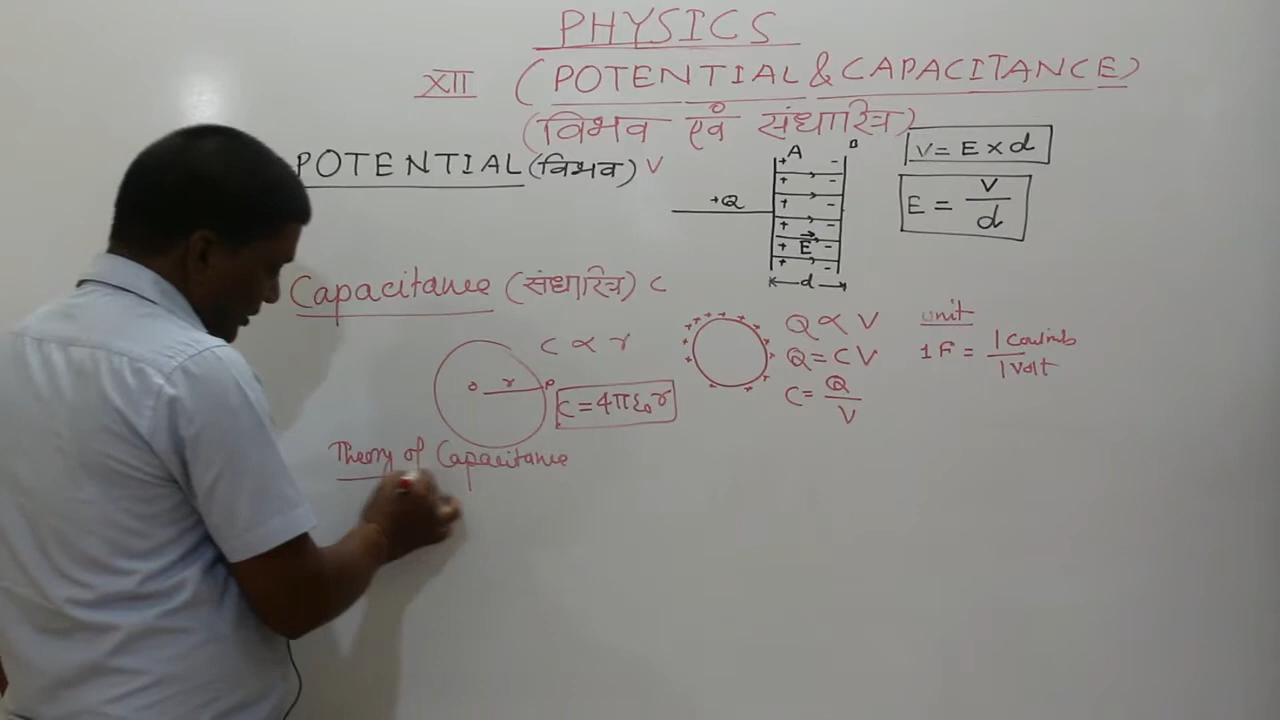 PHYSICS
XII (POTENTIAL & CAPACITANCE)
(विभव एवं संधारित्र)
POTENTIAL (विभव) V
+Q
A B
+ -
+ -
+ -
+ -
+ -
+ -
E
d
V = E × d
E = V/d
Capacitance (संधारित्र) C
C ∝ r
O r P
C = 4πε₀r
Q ∝ V
Q = CV
C = Q/V
unit
1 F = 1 Coulomb/1 Volt
Theory of Capacitance